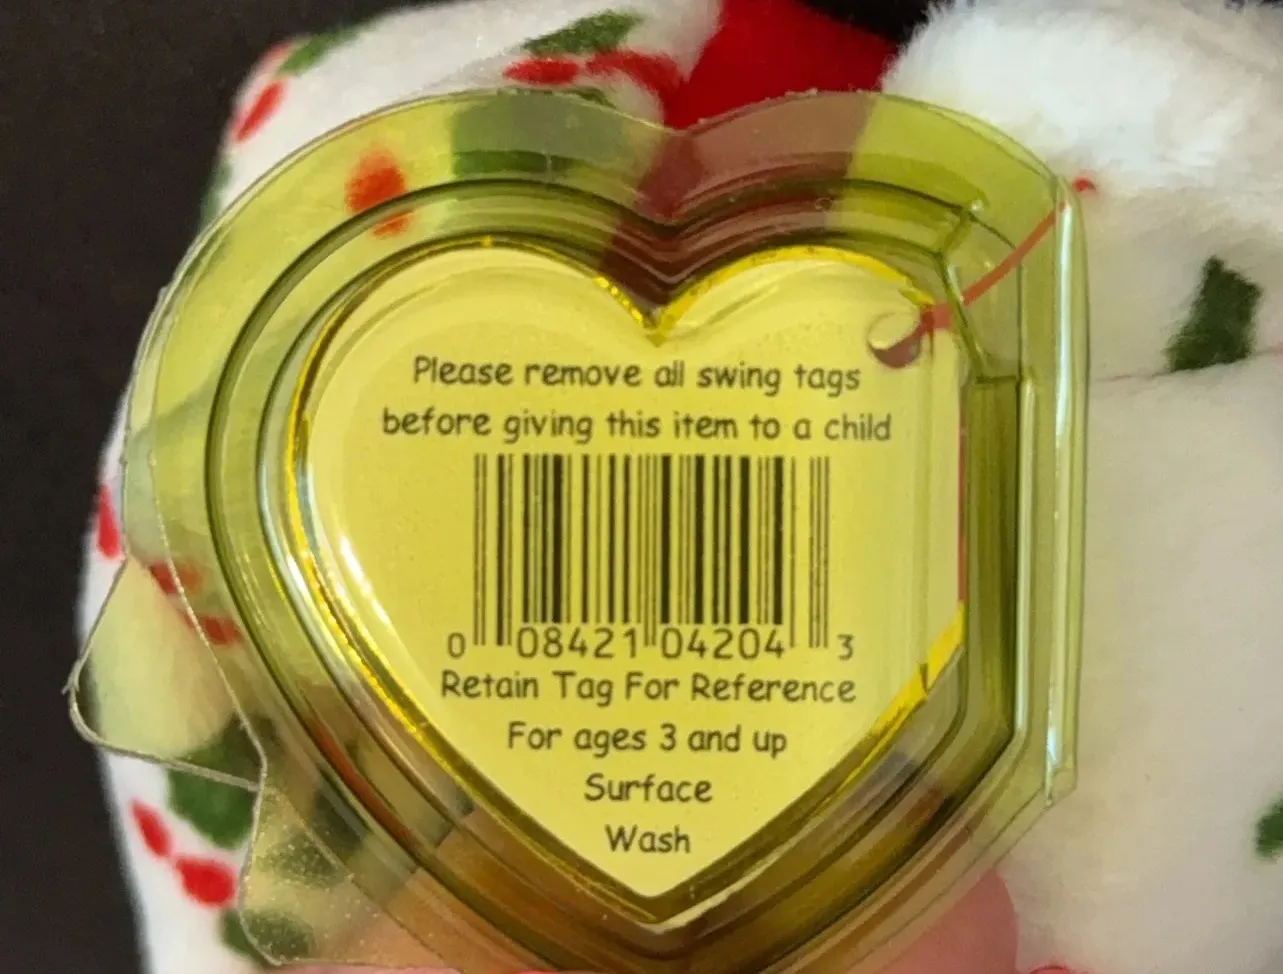 Please remove all swing tags
before giving this item to a child
0 08421 04204 3
Retain Tag For Reference
For ages 3 and up
Surface
Wash